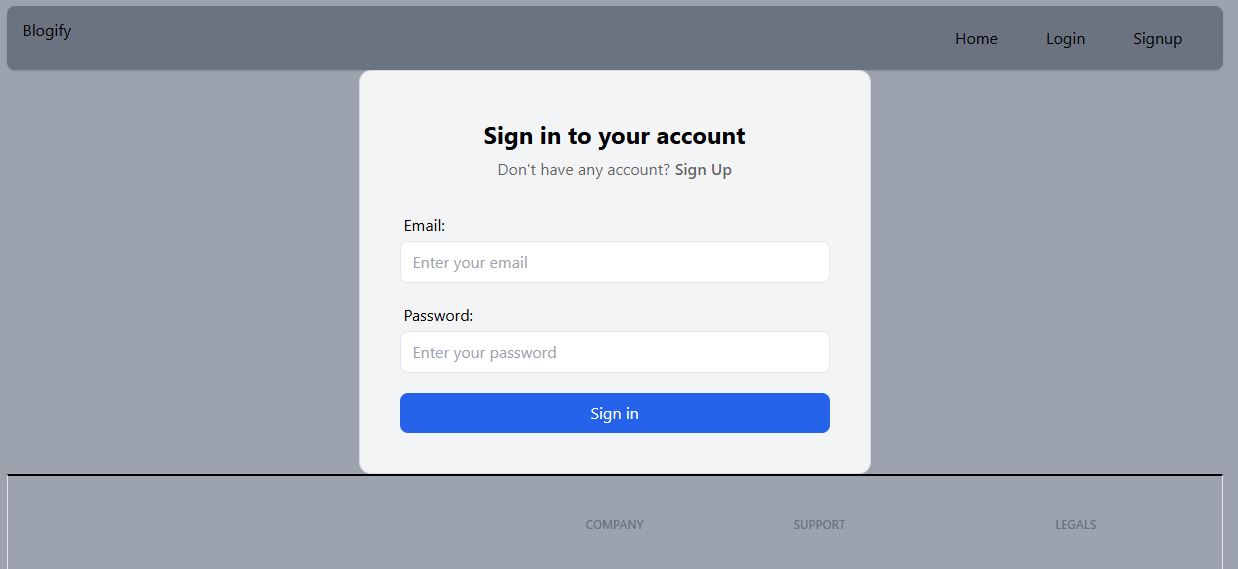 Blogify
Home Login Signup
Sign in to your account
Don't have any account? Sign Up
Email:
Enter your email
Password:
Enter your password
Sign in
COMPANY SUPPORT LEGALS